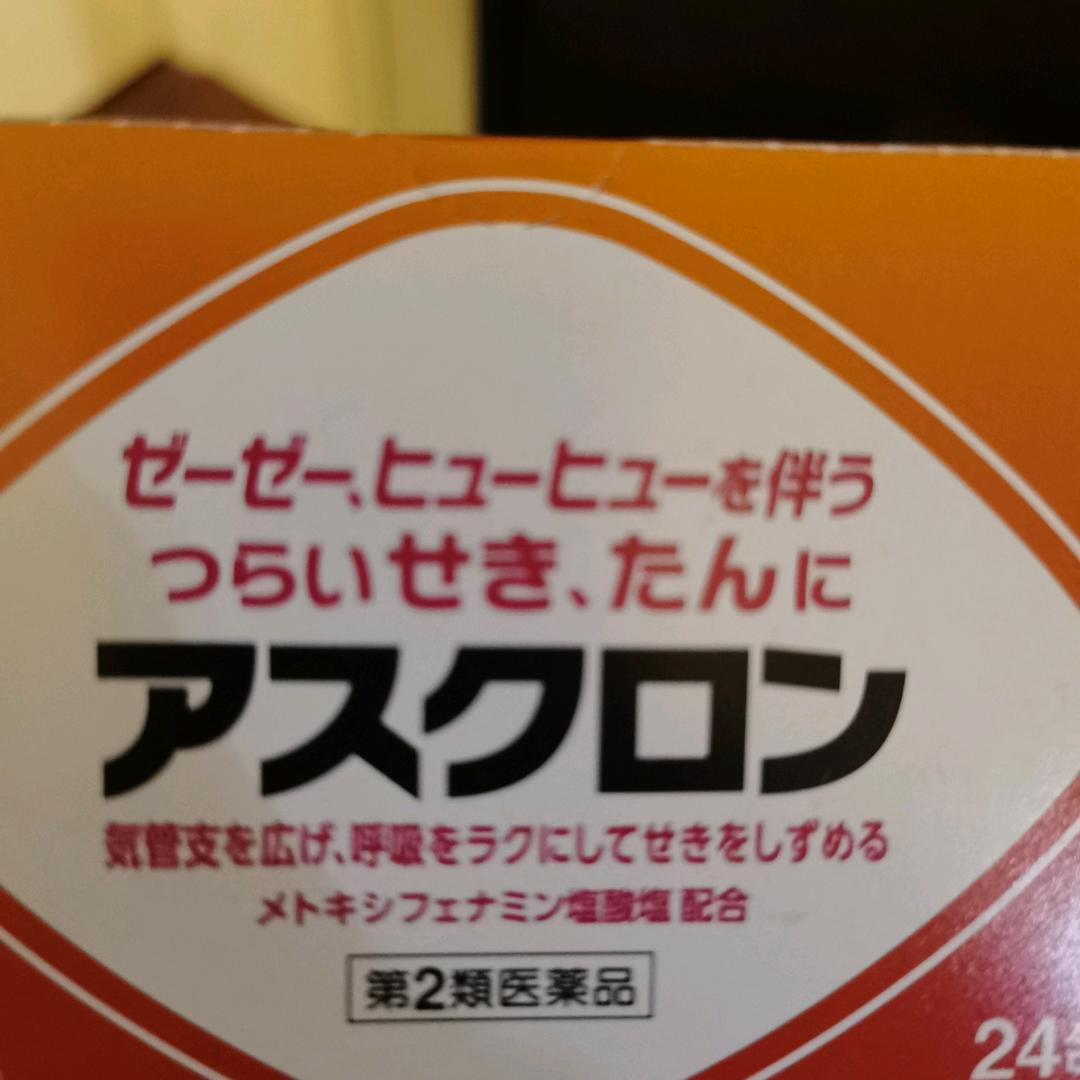 ゼーゼー、ヒューヒューを伴う
つらいせき、たんに
アスクロン
気管支を広げ、呼吸をラクにしてせきをしずめる
メトキシフェナミン塩酸塩配合
第2類医薬品
24